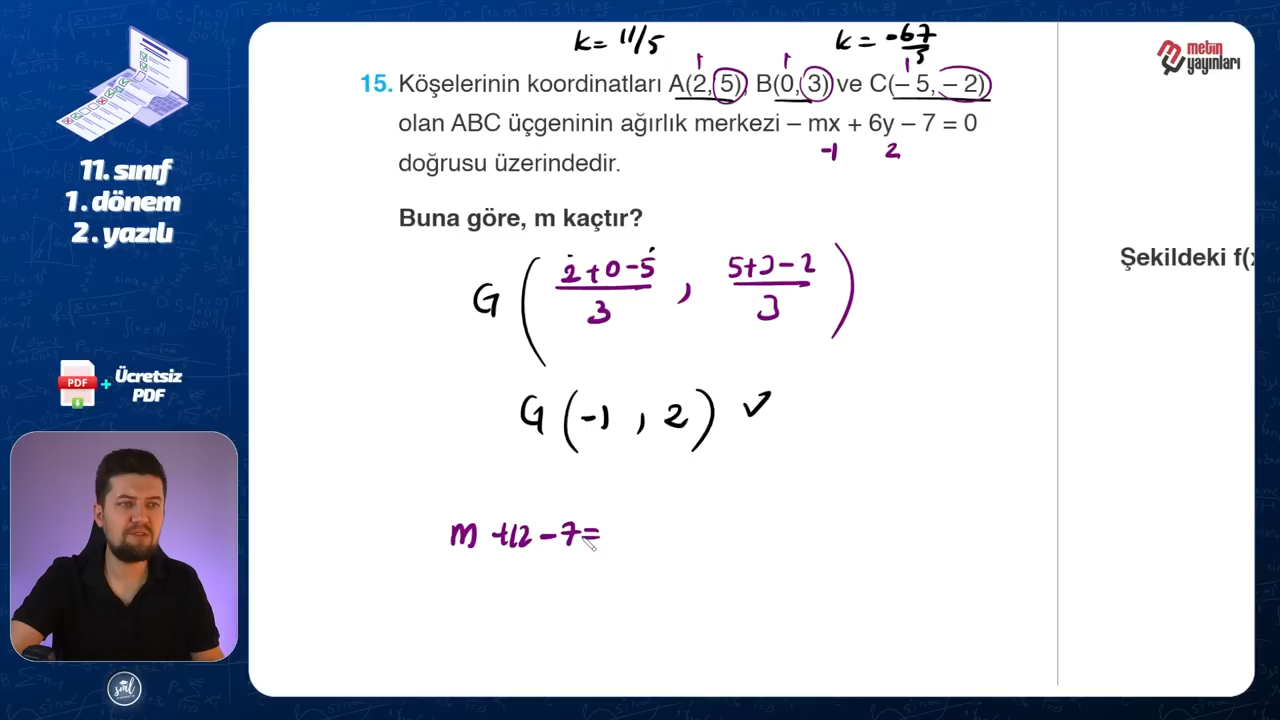 k = 11/5
k = -67/5
metin yayınları
15. Köşelerinin koordinatları A(2, 5), B(0, 3) ve C(– 5, – 2)
olan ABC üçgeninin ağırlık merkezi – mx + 6y – 7 = 0
-1 2
doğrusu üzerindedir.
Buna göre, m kaçtır?
G ( 2+0-5 / 3 , 5+3-2 / 3 )
G (-1 , 2) ✓
m +12 -7 =
Şekildeki f(x
11. sınıf
1. dönem
2. yazılı
PDF + Ücretsiz
PDF
sml